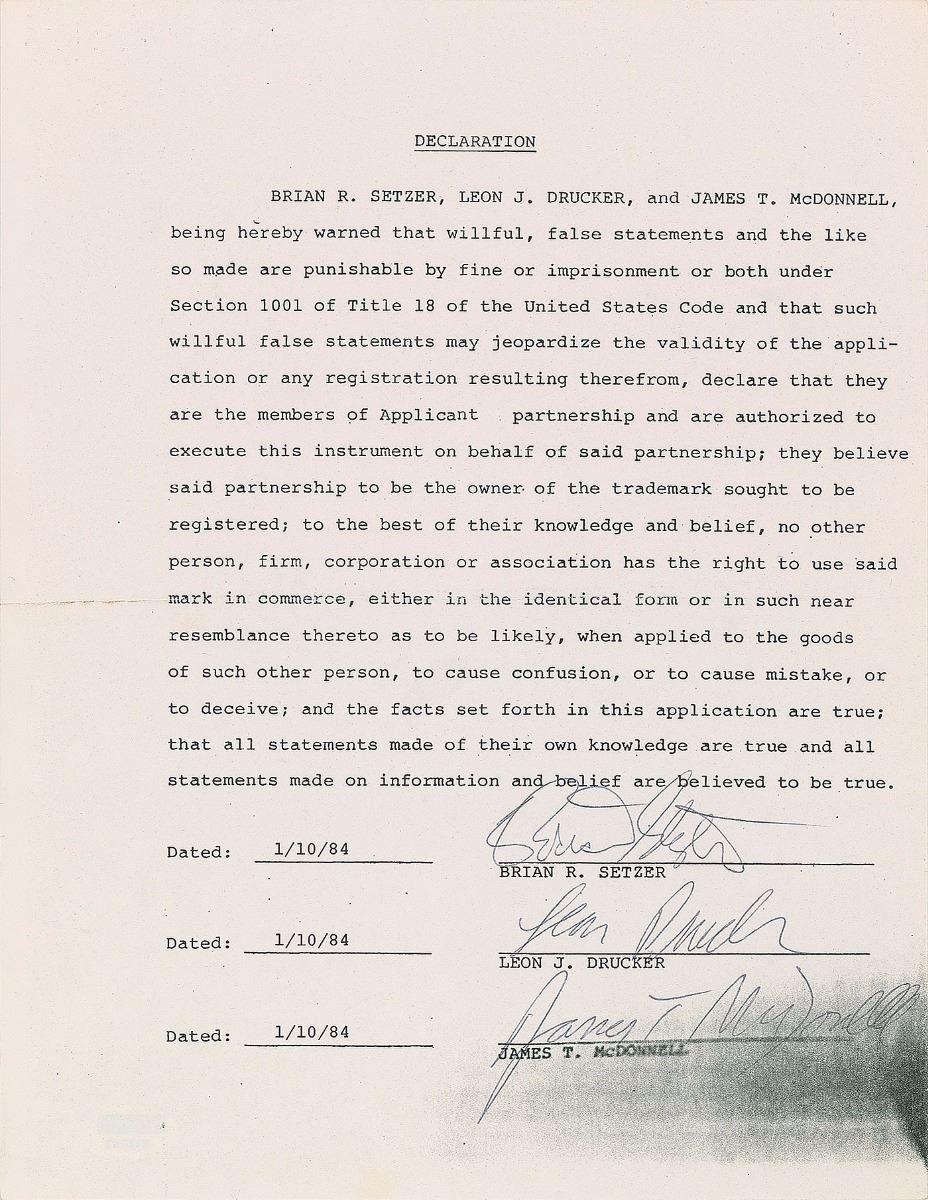 DECLARATION
BRIAN R. SETZER, LEON J. DRUCKER, and JAMES T. McDONNELL,
being hereby warned that willful, false statements and the like
so made are punishable by fine or imprisonment or both under
Section 1001 of Title 18 of the United States Code and that such
willful false statements may jeopardize the validity of the appli-
cation or any registration resulting therefrom, declare that they
are the members of Applicant partnership and are authorized to
execute this instrument on behalf of said partnership; they believe
said partnership to be the owner of the trademark sought to be
registered; to the best of their knowledge and belief, no other
person, firm, corporation or association has the right to use said
mark in commerce, either in the identical form or in such near
resemblance thereto as to be likely, when applied to the goods
of such other person, to cause confusion, or to cause mistake, or
to deceive; and the facts set forth in this application are true;
that all statements made of their own knowledge are true and all
statements made on information and belief are believed to be true.
Brian Setzer
Dated: 1/10/84
BRIAN R. SETZER
Leon Drucker
Dated: 1/10/84
LEON J. DRUCKER
James T McDonnell
Dated: 1/10/84
JAMES T. McDONNELL